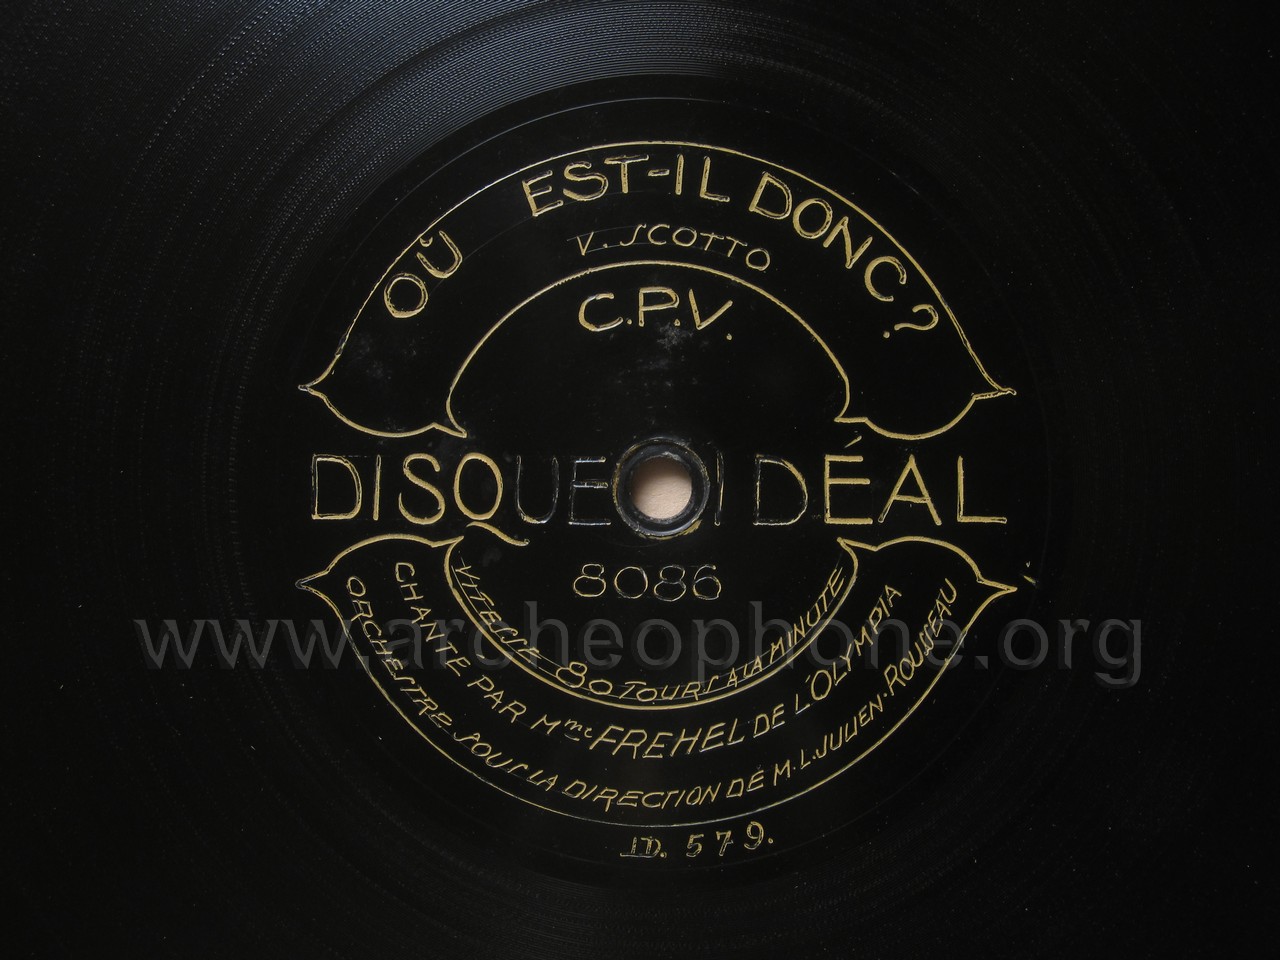 OÙ EST-IL DONC ?
V. SCOTTO
C.P.V.
DISQUE IDÉAL
8086
VITESSE 80 TOURS A LA MINUTE
CHANTÉ PAR Mme FREHEL DE L'OLYMPIA
ORCHESTRE SOUS LA DIRECTION DE M. L. JULIEN-ROUSSEAU
ID. 579.
www.archeophone.org